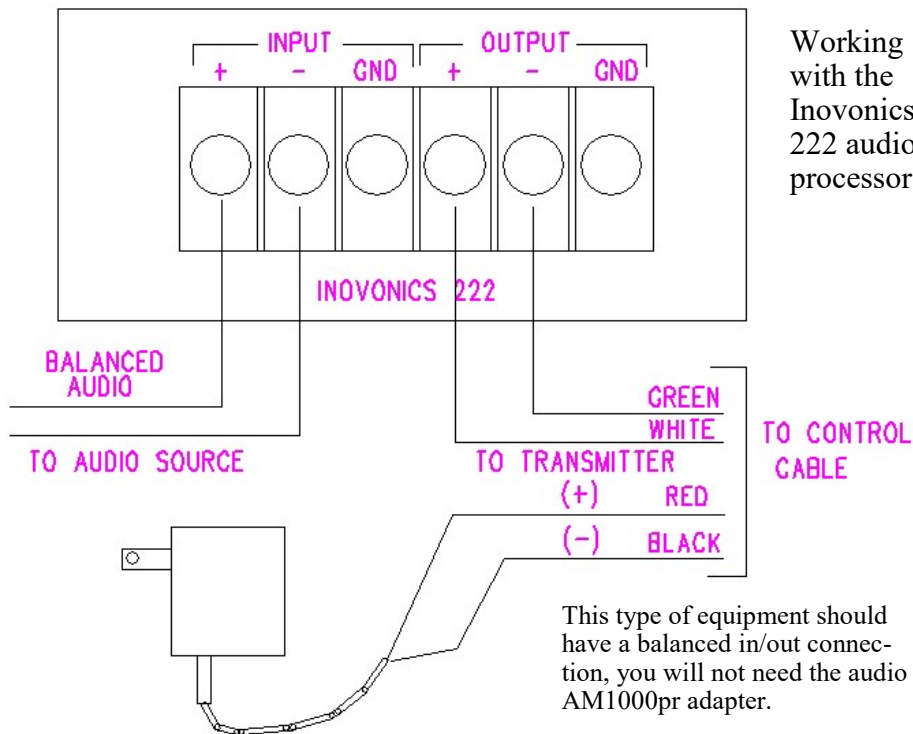 INPUT OUTPUT
+ - GND + - GND
Working
with the
Inovonics
222 audio
processor
INOVONICS 222
BALANCED
AUDIO
TO AUDIO SOURCE
GREEN
WHITE
TO TRANSMITTER
TO CONTROL
CABLE
(+) RED
(-) BLACK
This type of equipment should
have a balanced in/out connec-
tion, you will not need the audio
AM1000pr adapter.